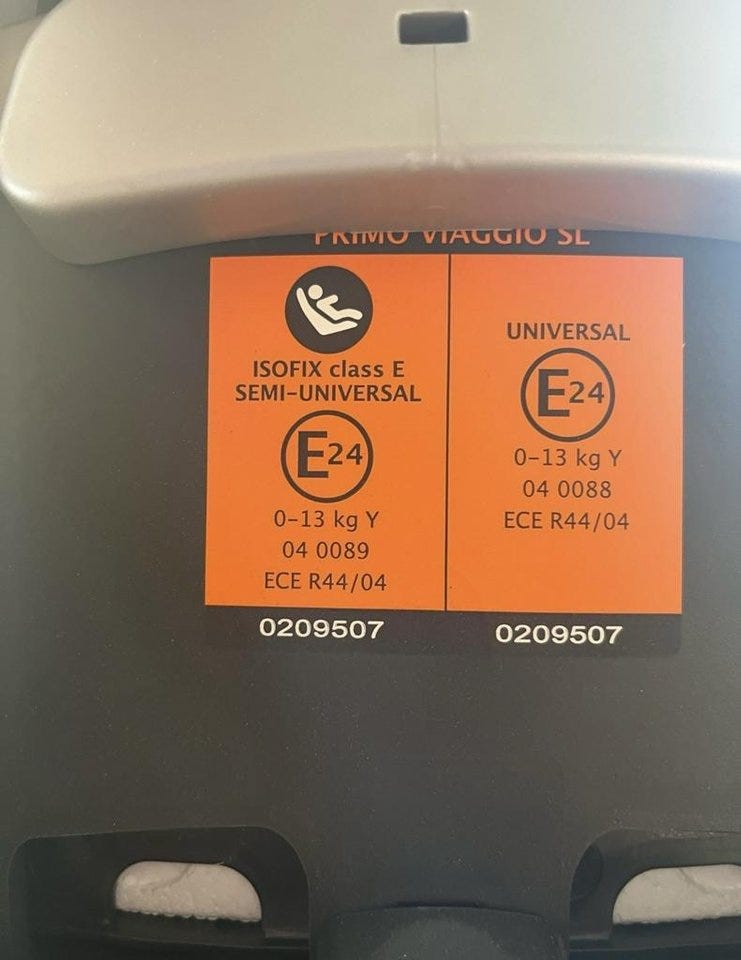 PRIMO VIAGGIO SL
ISOFIX class E
SEMI-UNIVERSAL
E24
0-13 kg Y
04 0089
ECE R44/04
0209507
UNIVERSAL
E24
0-13 kg Y
04 0088
ECE R44/04
0209507